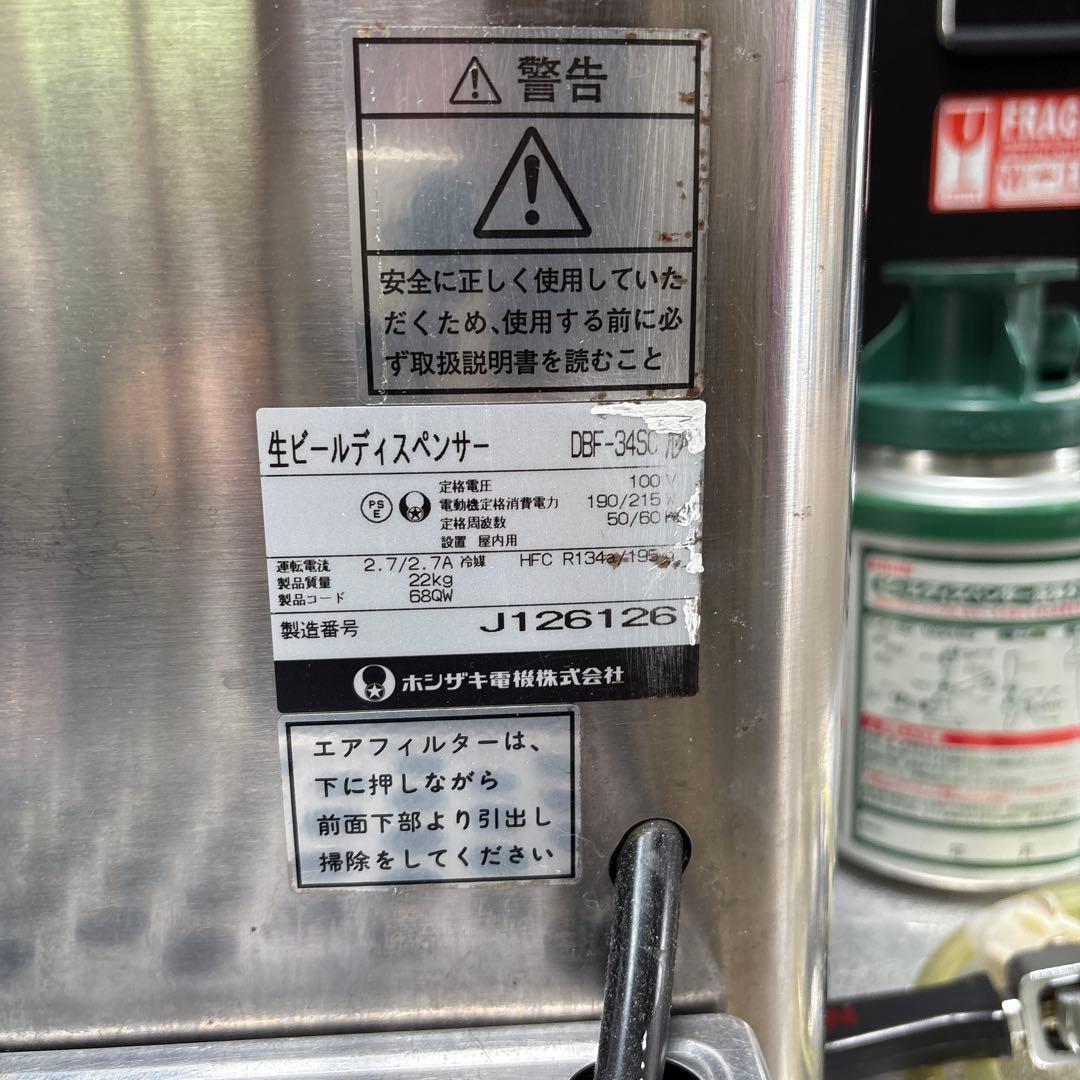 警告
安全に正しく使用していた
だくため、使用する前に必
ず取扱説明書を読むこと
生ビールディスペンサー DBF-34SC
PS
E
定格電圧 100 V
電動機定格消費電力 190/215 W
定格周波数 50/60
設置 屋内用
運転電流 2.7/2.7A 冷媒 HFC R134a/195g
製品質量 22kg
製品コード 68QW
製造番号 J126126
ホシザキ電機株式会社
エアフィルターは、
下に押しながら
前面下部より引出し
掃除をしてください
FRAG